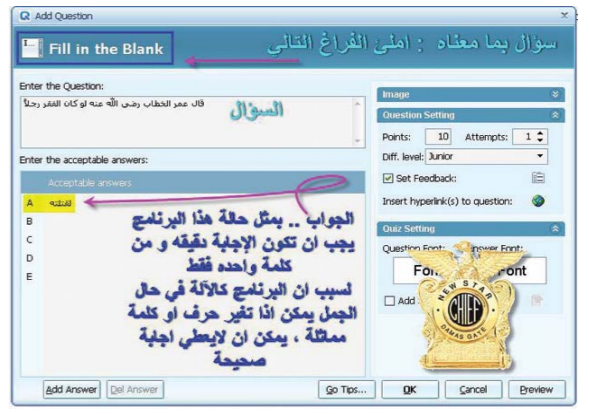 Add Question
Fill in the Blank
سؤال بما معناه : املئ الفراغ التالي
Enter the Question:
قال عمر الخطاب رضي الله عنه لو كان الفقر رجلاً
السؤال
Enter the acceptable answers:
Acceptable answers
A لقتلته
B
C
D
E
الجواب .. يمثل حالة هذا البرنامج
يجب ان تكون الإجابة دقيقه و من
كلمة واحده فقط
لسبب ان البرنامج كالآلة في حال
الجمل يمكن اذا تغير حرف او كلمة
مماثلة ، يمكن ان لايعطي اجابة
صحيحة
Image
Question Setting
Points: 10 Attempts: 1
Diff. level: Junior
Set Feedback:
Insert hyperlink(s) to question:
Quiz Setting
Question Font: Answer Font:
Font
Add
NEW STAR
CHIEF
DAMAS GATE
Add Answer Del Answer Go Tips... OK Cancel Preview